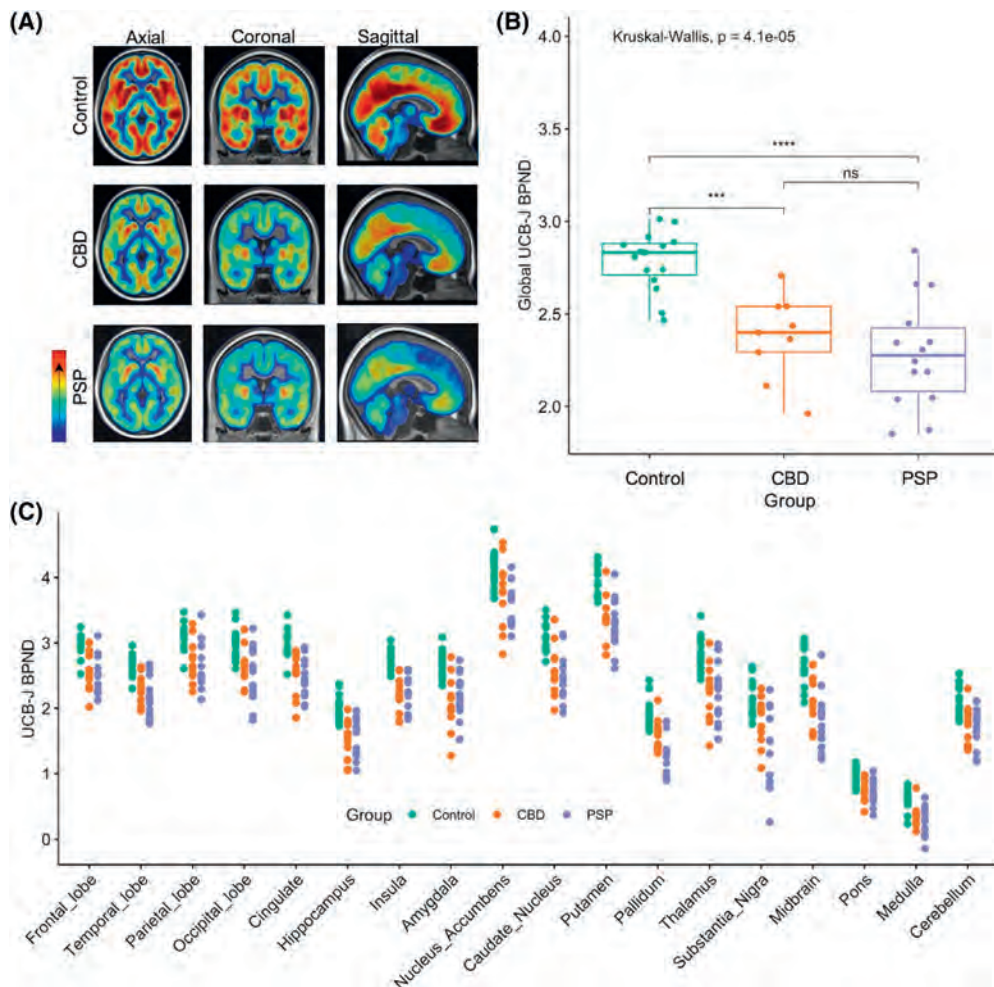 (A)
Axial Coronal Sagittal
Control
CBD
PSP
(B)
Kruskal-Wallis, p = 4.1e-05
****
ns
***
Global UCB-J BPND
4.0
3.5
3.0
2.5
2.0
Control CBD PSP
Group
(C)
UCB-J BPND
4
3
2
1
0
Group Control CBD PSP
Frontal_lobe
Temporal_lobe
Parietal_lobe
Occipital_lobe
Cingulate
Hippocampus
Insula
Amygdala
Nucleus_Accumbens
Caudate_Nucleus
Putamen
Pallidum
Thalamus
Substantia_Nigra
Midbrain
Pons
Medulla
Cerebellum